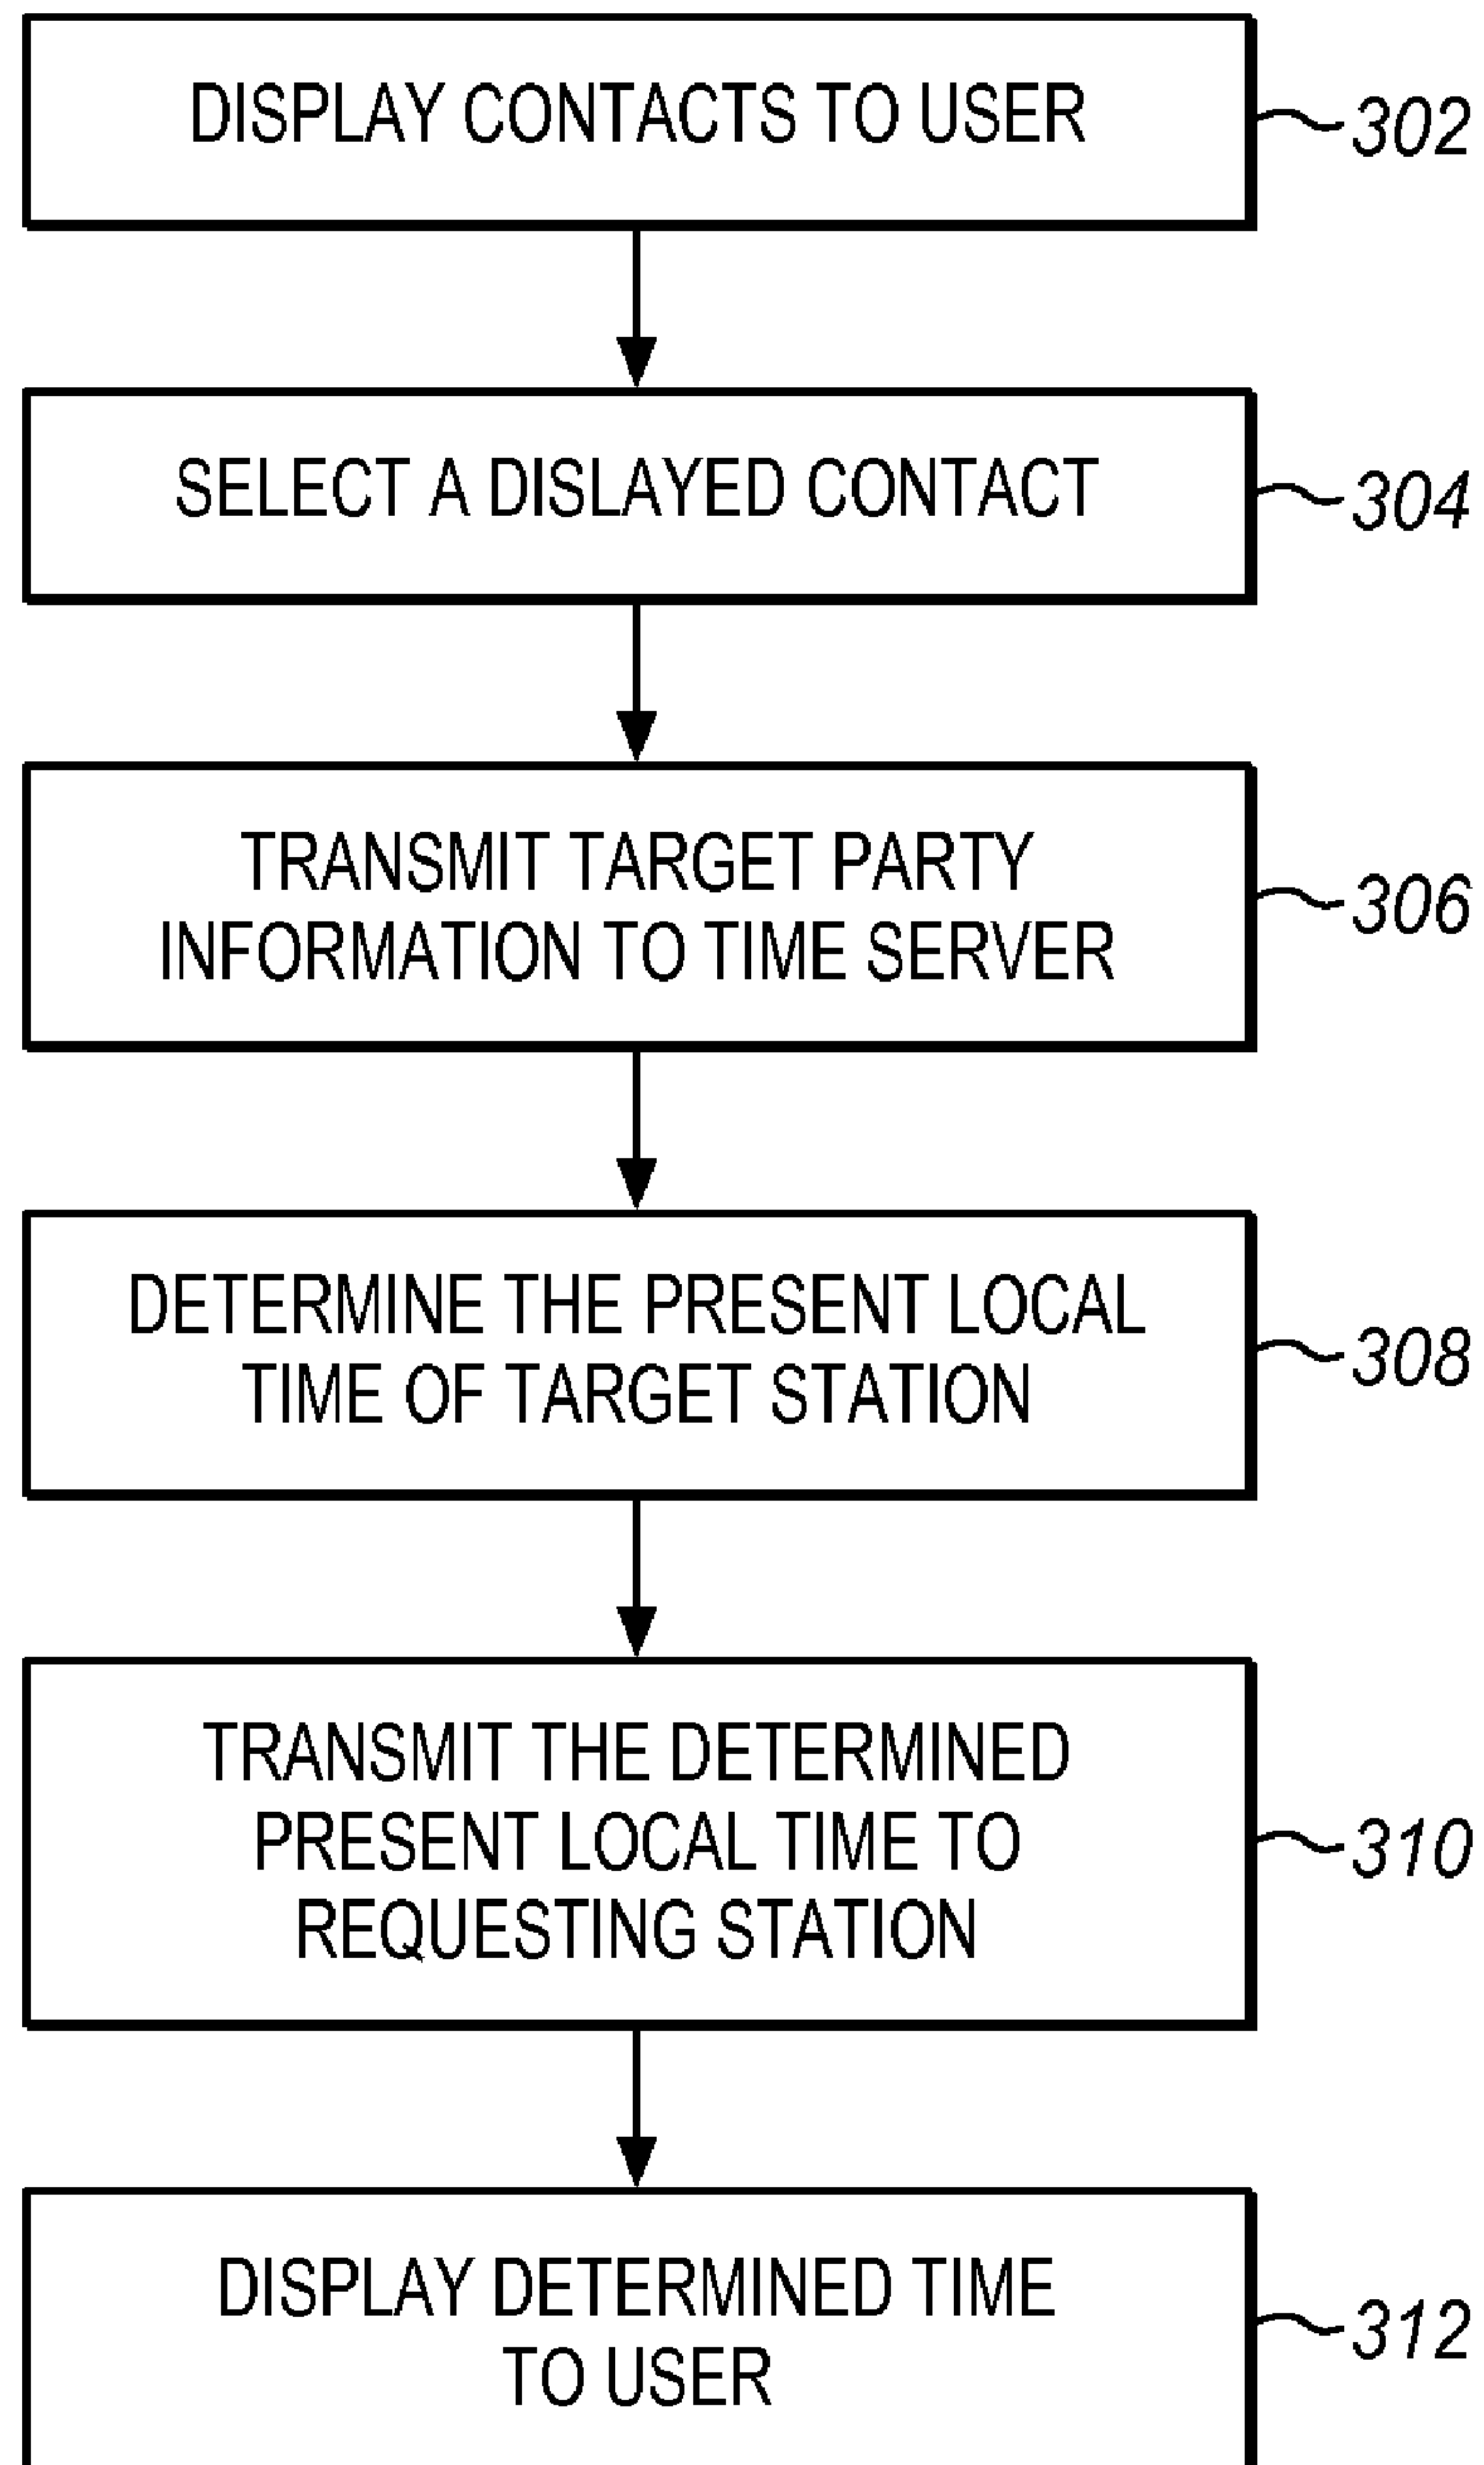 DISPLAY CONTACTS TO USER
302
SELECT A DISLAYED CONTACT
304
TRANSMIT TARGET PARTY
INFORMATION TO TIME SERVER
306
DETERMINE THE PRESENT LOCAL
TIME OF TARGET STATION
308
TRANSMIT THE DETERMINED
PRESENT LOCAL TIME TO
REQUESTING STATION
310
DISPLAY DETERMINED TIME
TO USER
312